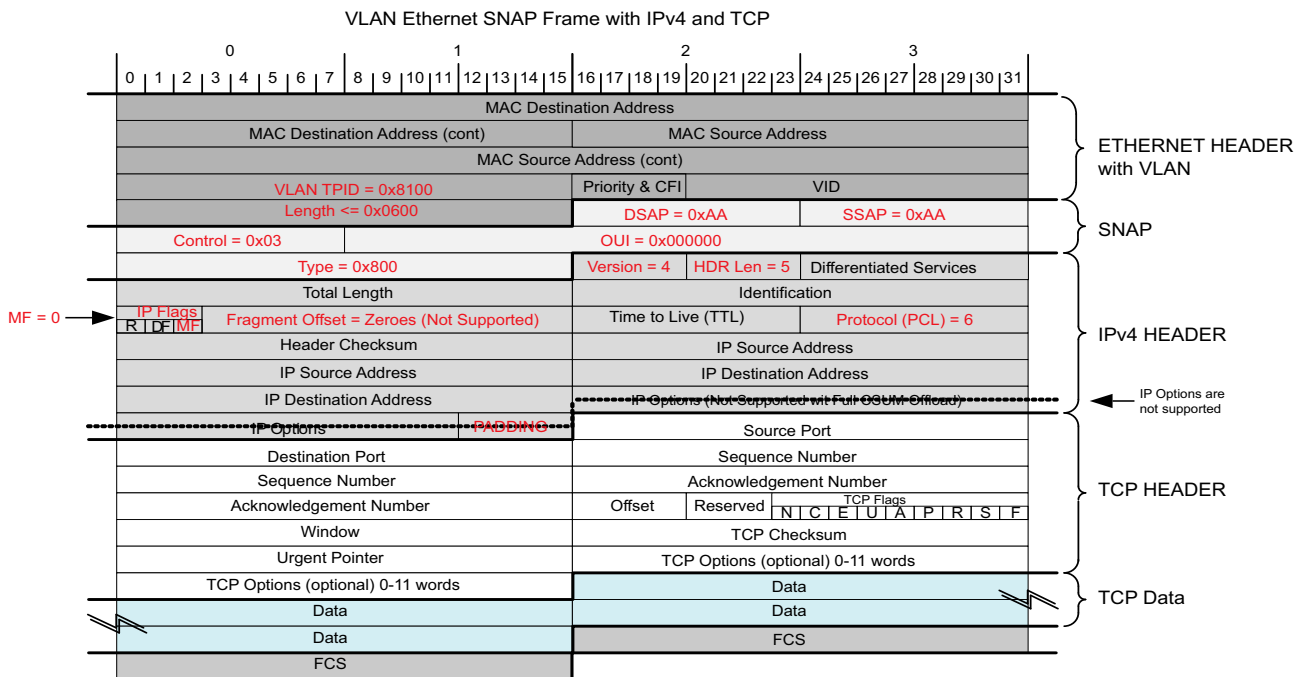 VLAN Ethernet SNAP Frame with IPv4 and TCP
0 1 2 3
0 1 2 3 4 5 6 7 8 9 10 11 12 13 14 15 16 17 18 19 20 21 22 23 24 25 26 27 28 29 30 31
MAC Destination Address
MAC Destination Address (cont) MAC Source Address
MAC Source Address (cont)
ETHERNET HEADER
with VLAN
VLAN TPID = 0x8100 Priority & CFI VID
Length <= 0x0600 DSAP = 0xAA SSAP = 0xAA
SNAP
Control = 0x03 OUI = 0x000000
Type = 0x800 Version = 4 HDR Len = 5 Differentiated Services
Total Length Identification
MF = 0 IP Flags Fragment Offset = Zeroes (Not Supported) Time to Live (TTL) Protocol (PCL) = 6
R DF MF
IPv4 HEADER
Header Checksum IP Source Address
IP Source Address IP Destination Address
IP Destination Address IP Options (Not Supported wit Full CSUM Offload)
IP Options are
not supported
IP Options PADDING Source Port
Destination Port Sequence Number
Sequence Number Acknowledgement Number
TCP HEADER
Acknowledgement Number Offset Reserved TCP Flags
N C E U A P R S F
Window TCP Checksum
Urgent Pointer TCP Options (optional) 0-11 words
TCP Options (optional) 0-11 words Data
TCP Data
Data Data
Data FCS
FCS